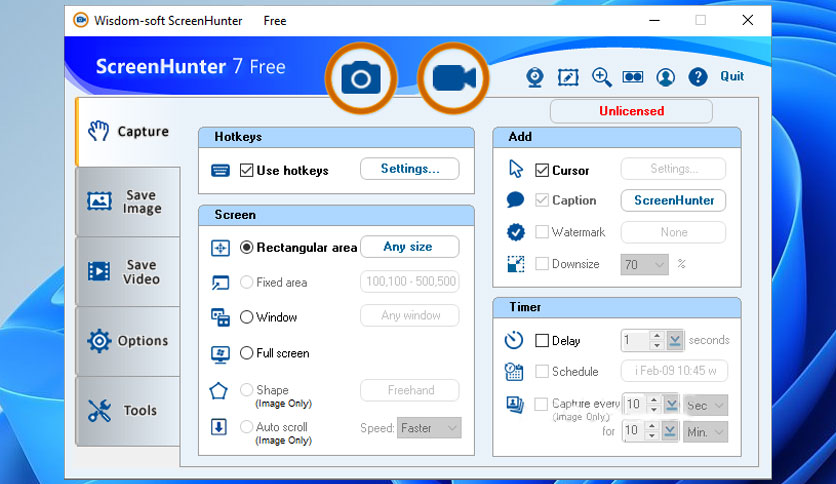 Wisdom-soft ScreenHunter Free
ScreenHunter 7 Free
Quit
Unlicensed
Capture
Save Image
Save Video
Options
Tools
Hotkeys
Use hotkeys Settings...
Screen
Rectangular area Any size
Fixed area 100,100 - 500,500
Window Any window
Full screen
Shape Freehand
(Image Only)
Auto scroll Speed: Faster
(Image Only)
Add
Cursor Settings...
Caption ScreenHunter
Watermark None
Downsize 70 %
Timer
Delay 1 seconds
Schedule i Feb-09 10:45 w
Capture every 10 Sec
(Image Only)
for 10 Min.